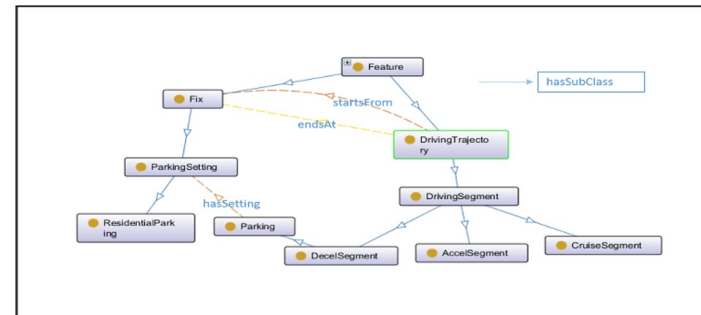 Feature
hasSubClass
Fix
startsFrom
endsAt
DrivingTrajecto
ry
ParkingSetting
DrivingSegment
hasSetting
ResidentialPark
ing
Parking
DecelSegment
AccelSegment
CruiseSegment